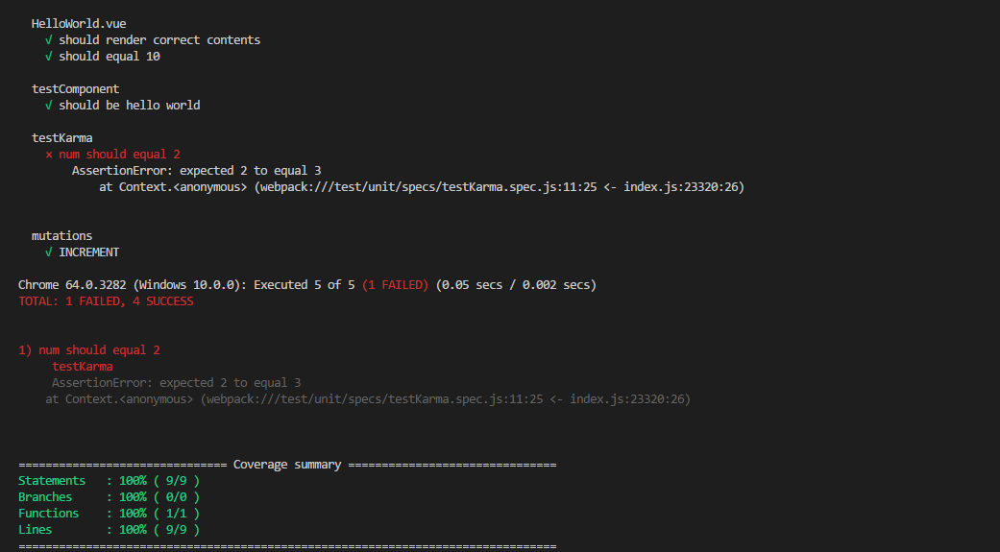 HelloWorld.vue
√ should render correct contents
√ should equal 10
testComponent
√ should be hello world
testKarma
× num should equal 2
AssertionError: expected 2 to equal 3
at Context.<anonymous> (webpack:///test/unit/specs/testKarma.spec.js:11:25 <- index.js:23320:26)
mutations
√ INCREMENT
Chrome 64.0.3282 (Windows 10.0.0): Executed 5 of 5 (1 FAILED) (0.05 secs / 0.002 secs)
TOTAL: 1 FAILED, 4 SUCCESS
1) num should equal 2
testKarma
AssertionError: expected 2 to equal 3
at Context.<anonymous> (webpack:///test/unit/specs/testKarma.spec.js:11:25 <- index.js:23320:26)
=============================== Coverage summary ===============================
Statements   : 100% ( 9/9 )
Branches     : 100% ( 0/0 )
Functions    : 100% ( 1/1 )
Lines        : 100% ( 9/9 )
================================================================================